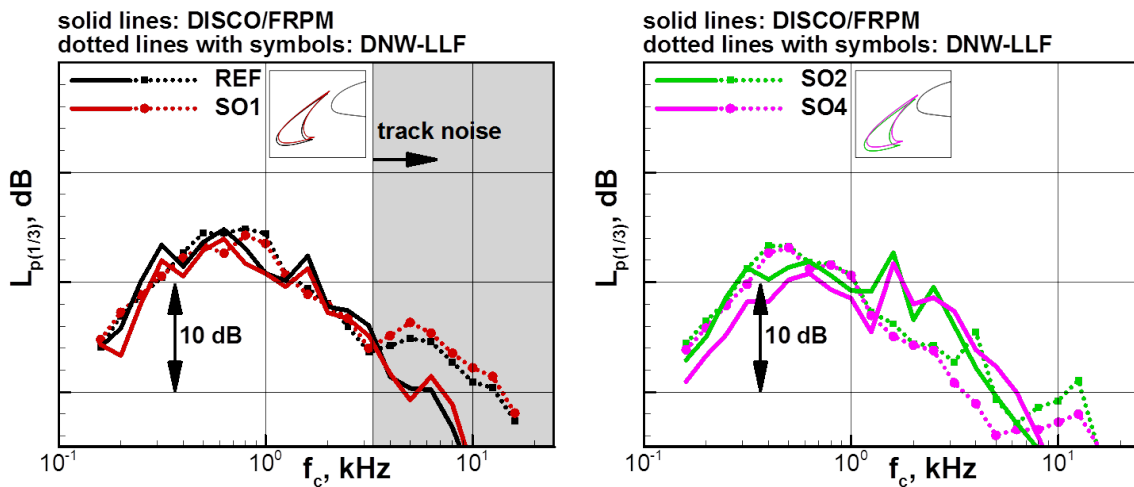 solid lines: DISCO/FRPM
dotted lines with symbols: DNW-LLF
REF
SO1
track noise
10 dB
L_p(1/3), dB
10^-1
10^0
10^1
f_c, kHz
solid lines: DISCO/FRPM
dotted lines with symbols: DNW-LLF
SO2
SO4
10 dB
L_p(1/3), dB
10^-1
10^0
10^1
f_c, kHz